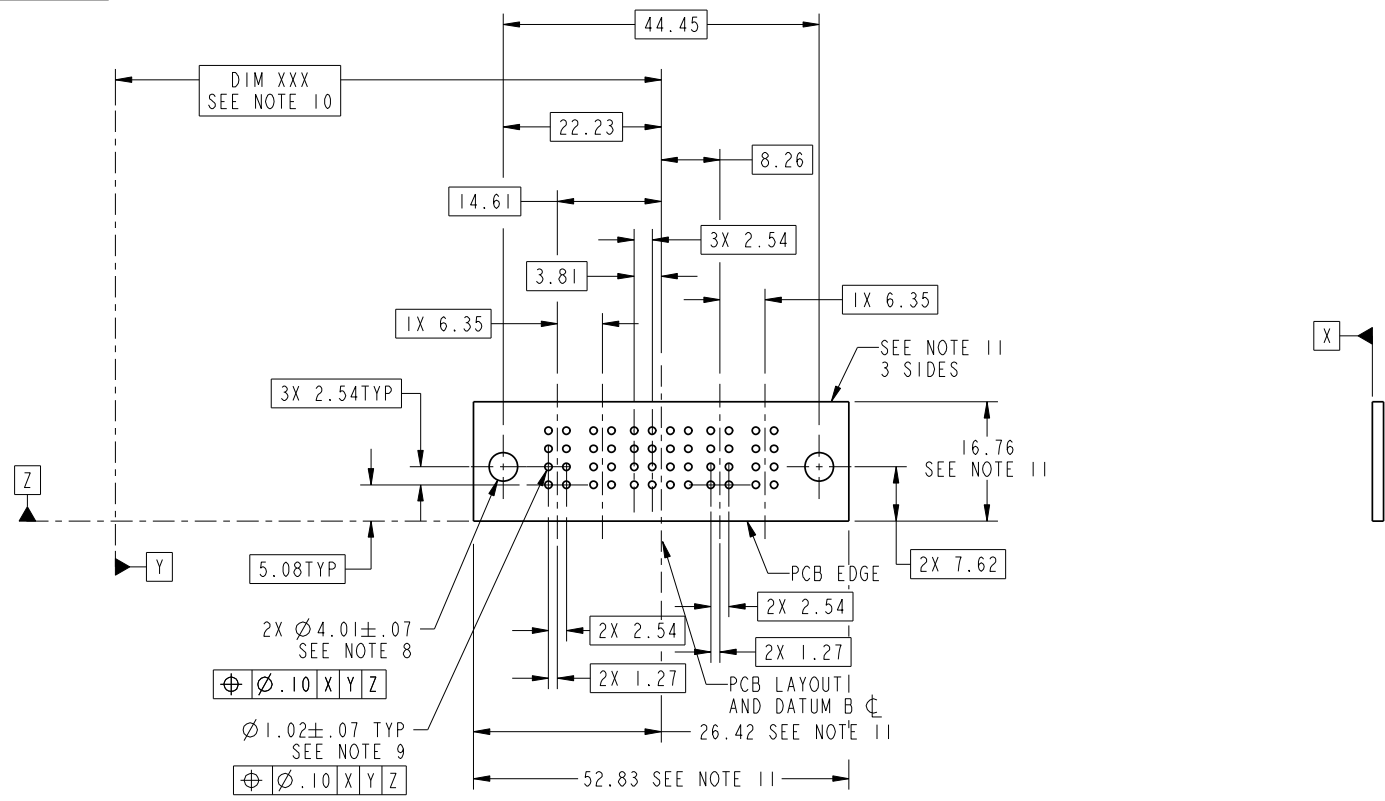 44.45
DIM XXX
SEE NOTE 10
22.23
8.26
14.61
3X 2.54
3.81
1X 6.35
1X 6.35
X
SEE NOTE 11
3 SIDES
3X 2.54TYP
16.76
SEE NOTE 11
Z
5.08TYP
Y
PCB EDGE
2X 7.62
2X 2.54
2X Ø4.01±.07
SEE NOTE 8
2X 2.54
2X 1.27
⌖ Ø.10 X Y Z
2X 1.27
PCB LAYOUT
AND DATUM B ℄
Ø1.02±.07 TYP
SEE NOTE 9
26.42 SEE NOTE 11
⌖ Ø.10 X Y Z
52.83 SEE NOTE 11